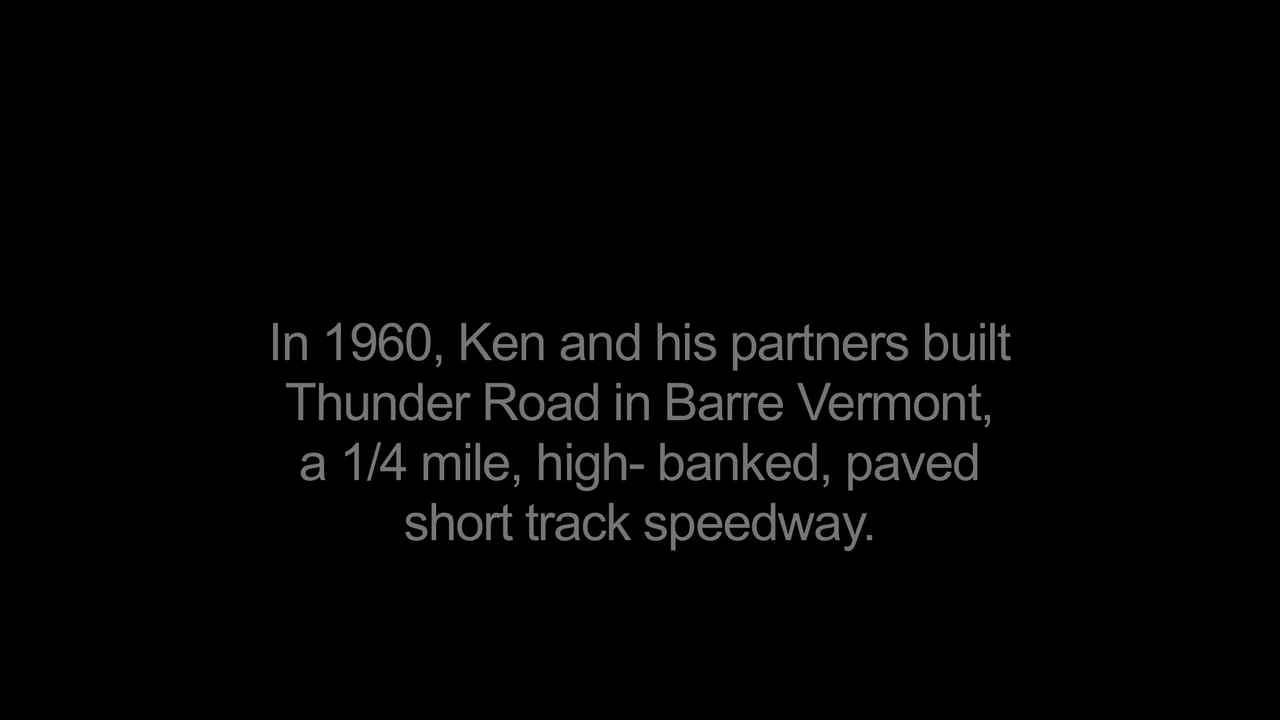 In 1960, Ken and his partners built
Thunder Road in Barre Vermont,
a 1/4 mile, high- banked, paved
short track speedway.